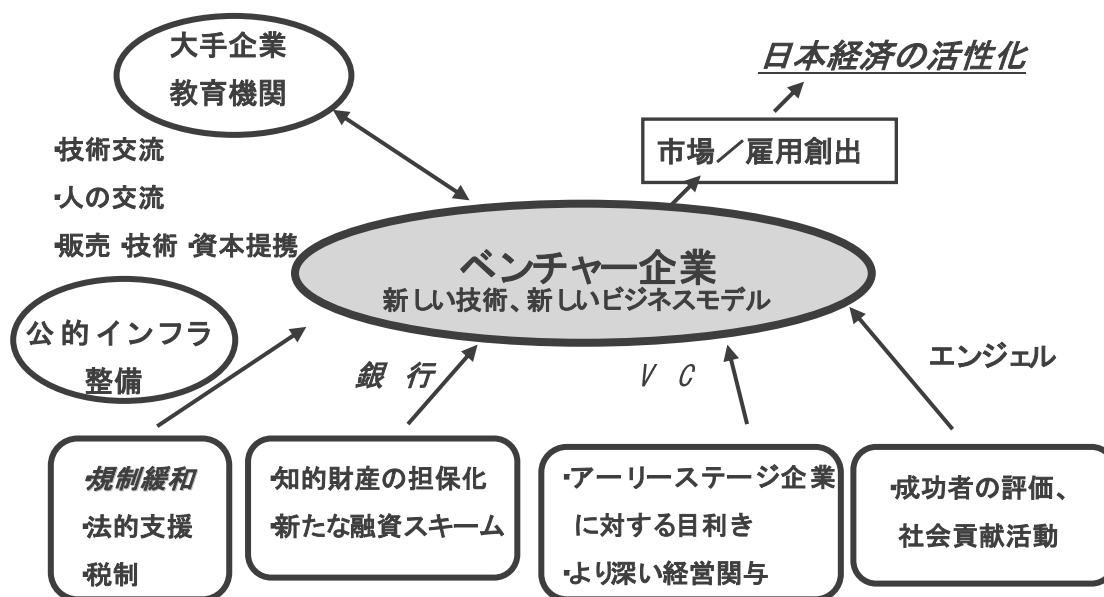 大手企業
教育機関
日本経済の活性化
市場／雇用創出
・技術交流
・人の交流
・販売・技術・資本提携
ベンチャー企業
新しい技術、新しいビジネスモデル
公的インフラ
整備
銀 行
V C
エンジェル
・規制緩和
・法的支援
・税制
・知的財産の担保化
・新たな融資スキーム
・アーリーステージ企業
に対する目利き
・より深い経営関与
・成功者の評価、
社会貢献活動